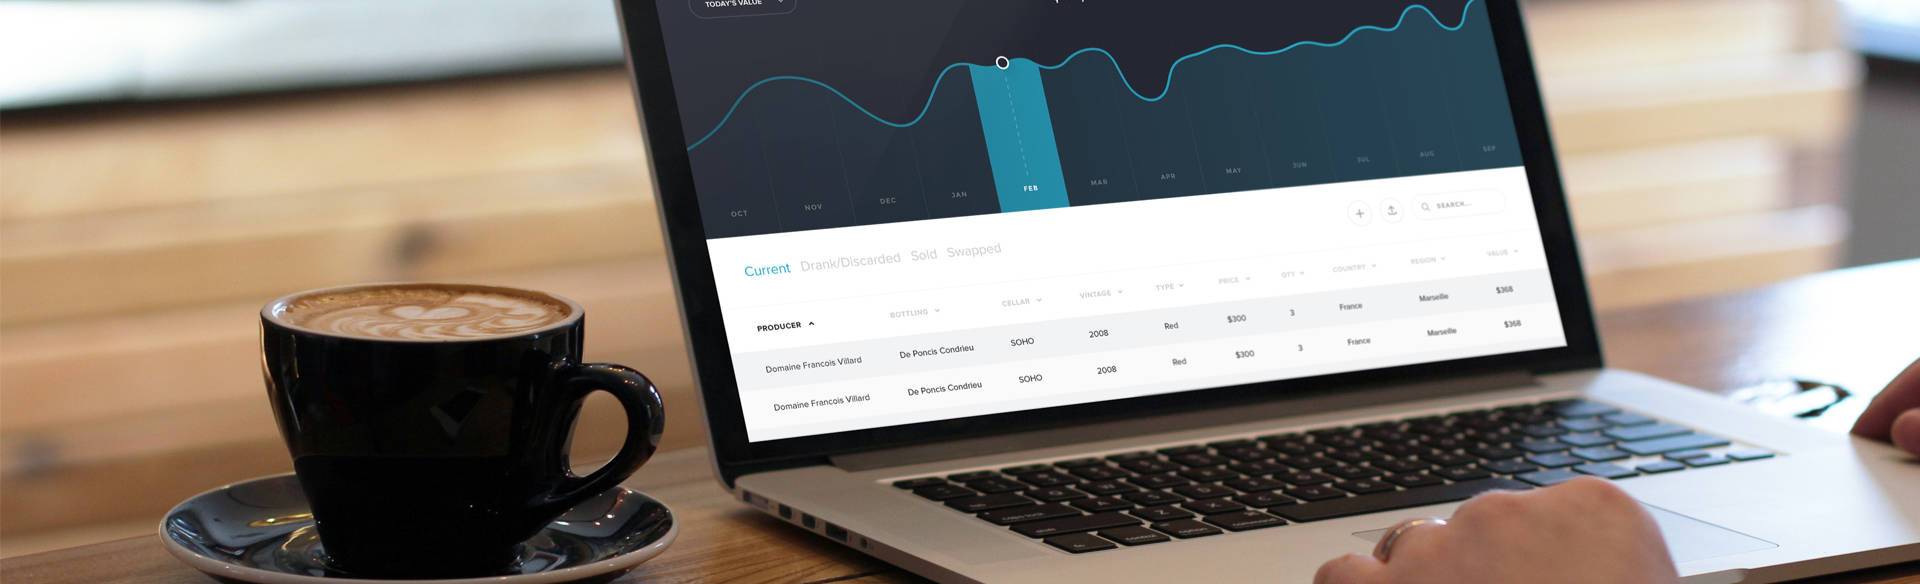 TODAY'S VALUE
OCT NOV DEC JAN FEB MAR APR MAY JUN JUL AUG SEP
SEARCH...
Current Drank/Discarded Sold Swapped
PRODUCER BOTTLING CELLAR VINTAGE TYPE PRICE QTY COUNTRY REGION VALUE
Domaine Francois Villard De Poncis Condrieu SOHO 2008 Red $300 3 France Marseille $368
Domaine Francois Villard De Poncis Condrieu SOHO 2008 Red $300 3 France Marseille $368